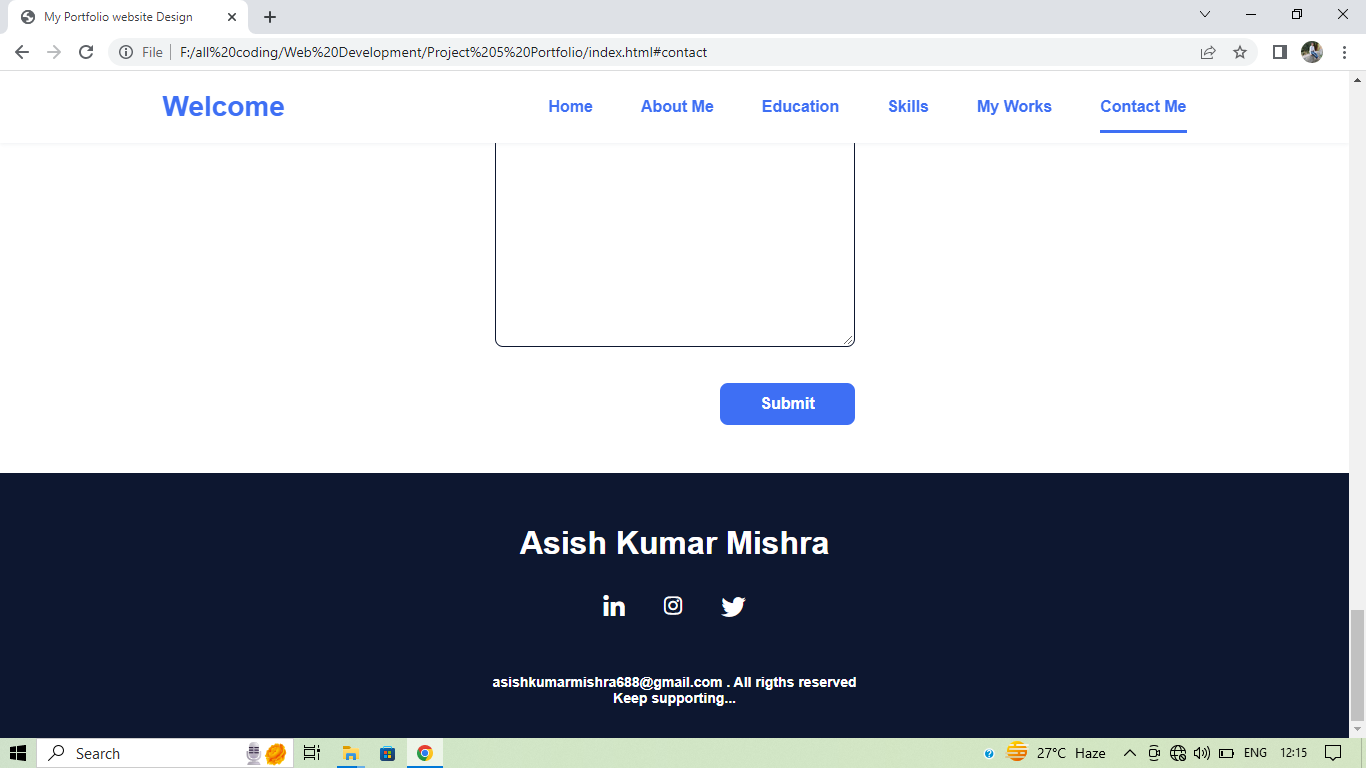 My Portfolio website Design
File F:/all%20coding/Web%20Development/Project%205%20Portfolio/index.html#contact
Welcome Home About Me Education Skills My Works Contact Me
Submit
Asish Kumar Mishra
in
asishkumarmishra688@gmail.com . All rigths reserved
Keep supporting...
Search 27°C Haze ENG 12:15